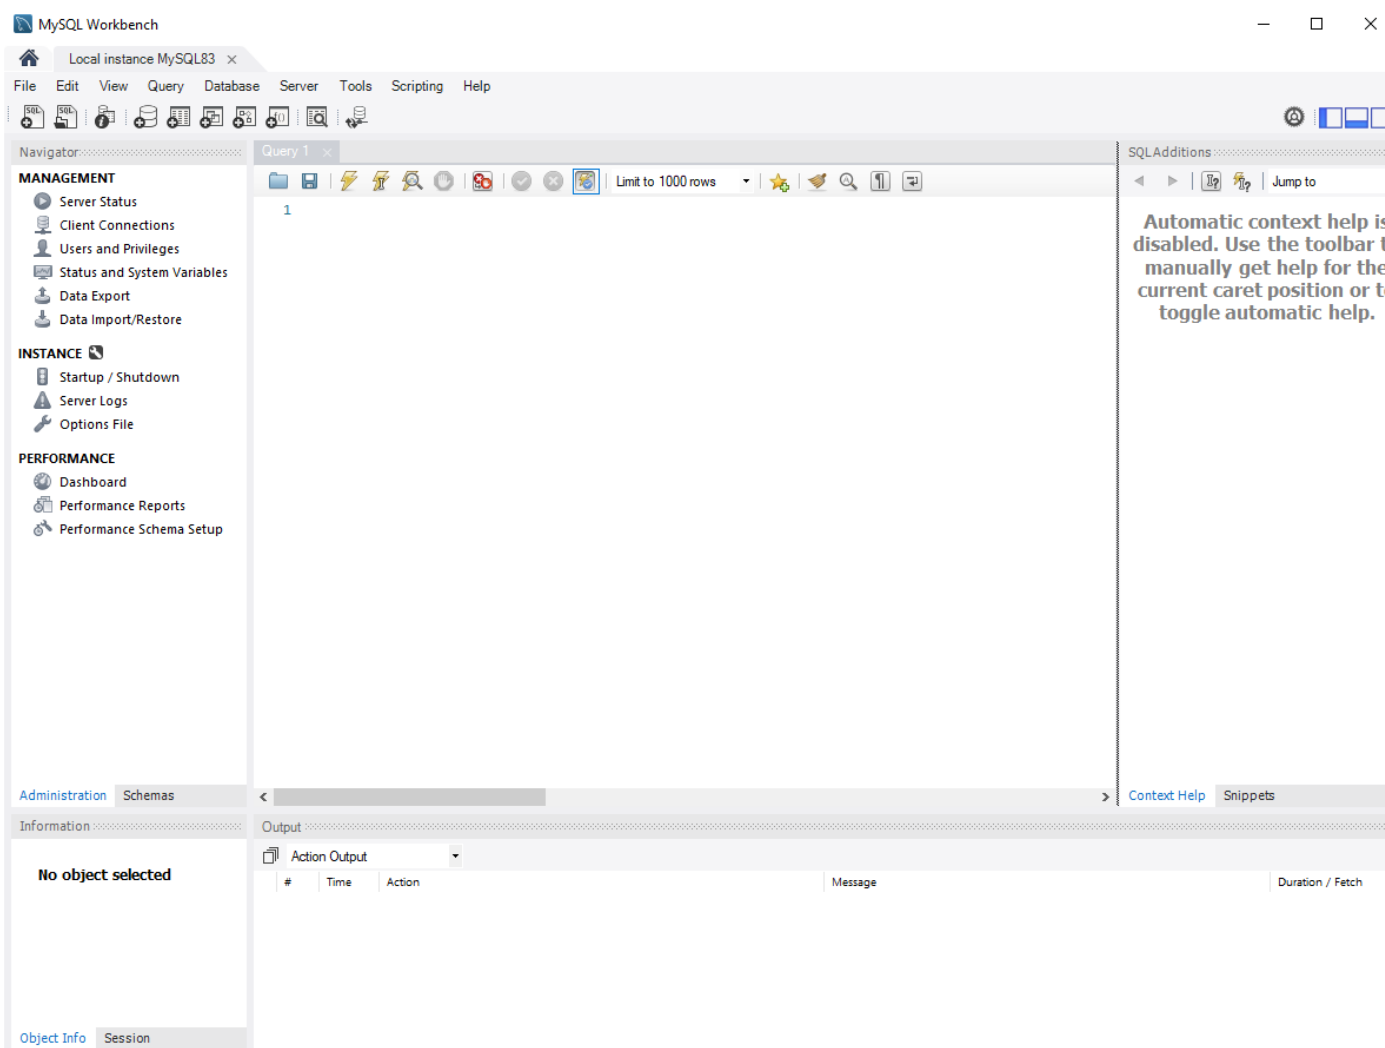 MySQL Workbench
Local instance MySQL83
File Edit View Query Database Server Tools Scripting Help
Navigator
MANAGEMENT
Server Status
Client Connections
Users and Privileges
Status and System Variables
Data Export
Data Import/Restore
INSTANCE
Startup / Shutdown
Server Logs
Options File
PERFORMANCE
Dashboard
Performance Reports
Performance Schema Setup
Administration Schemas
Query 1
Limit to 1000 rows
1
SQLAdditions
Jump to
Automatic context help is
disabled. Use the toolbar t
manually get help for the
current caret position or to
toggle automatic help.
Context Help Snippets
Information
No object selected
Object Info Session
Output
Action Output
# Time Action Message Duration / Fetch